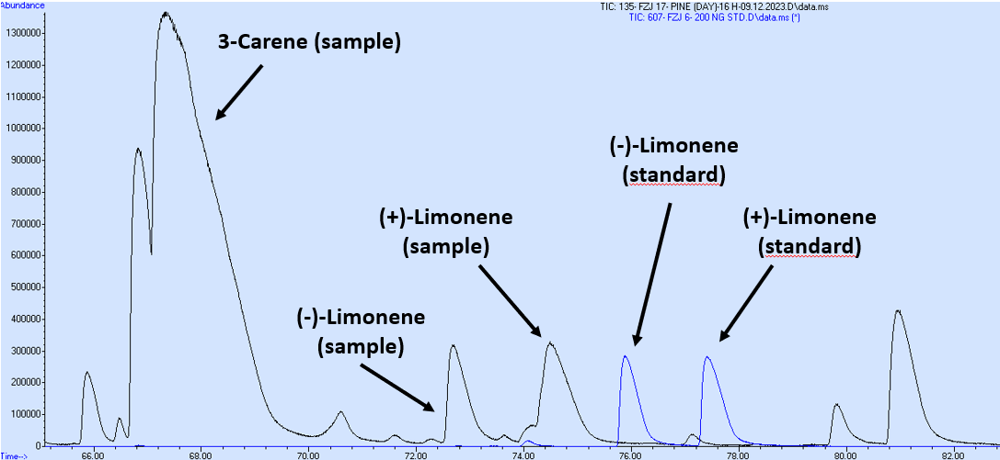 Abundance
TIC: 135- FZJ 17- PINE (DAY)-16 H-09.12.2023.D\data.ms
TIC: 607- FZJ 6- 200 NG STD.D\data.ms (*)
1300000
3-Carene (sample)
1200000
1100000
1000000
(-)-Limonene
(standard)
900000
800000
(+)-Limonene
(sample)
(+)-Limonene
(standard)
700000
600000
500000
400000
(-)-Limonene
(sample)
300000
200000
100000
0
Time-->
66.00
68.00
70.00
72.00
74.00
76.00
78.00
80.00
82.00